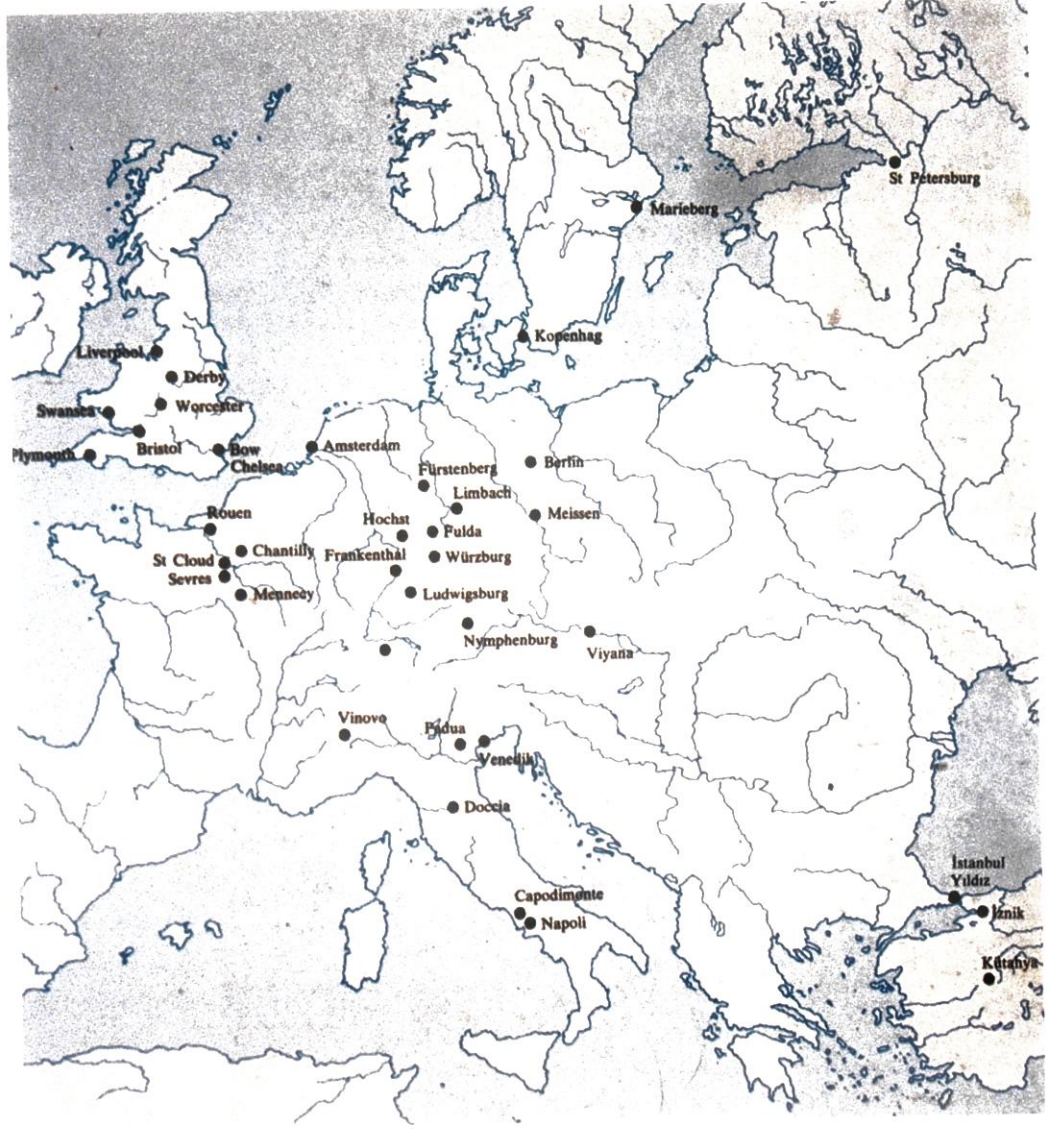 St Petersburg
Marieberg
Kopenhag
Liverpool
Derby
Worcester
Swansea
Bristol
Plymouth
Bow
Chelsea
Amsterdam
Berlin
Fürstenberg
Limbach
Meissen
Hochst
Fulda
Rouen
Chantilly
Frankenthal
Würzburg
St Cloud
Sevres
Mennecy
Ludwigsburg
Nymphenburg
Viyana
Vinovo
Padua
Venedik
Doccia
Capodimonte
Napoli
İstanbul
Yıldız
İznik
Kütahya